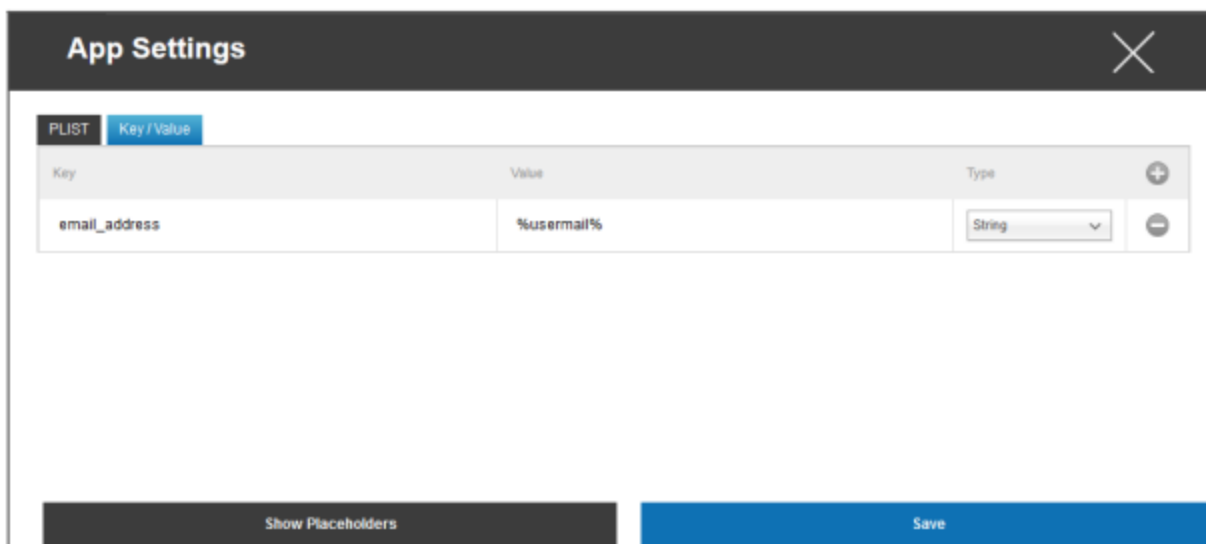 App Settings
PLIST Key / Value
Key Value Type
email_address %usermail% String
Show Placeholders Save